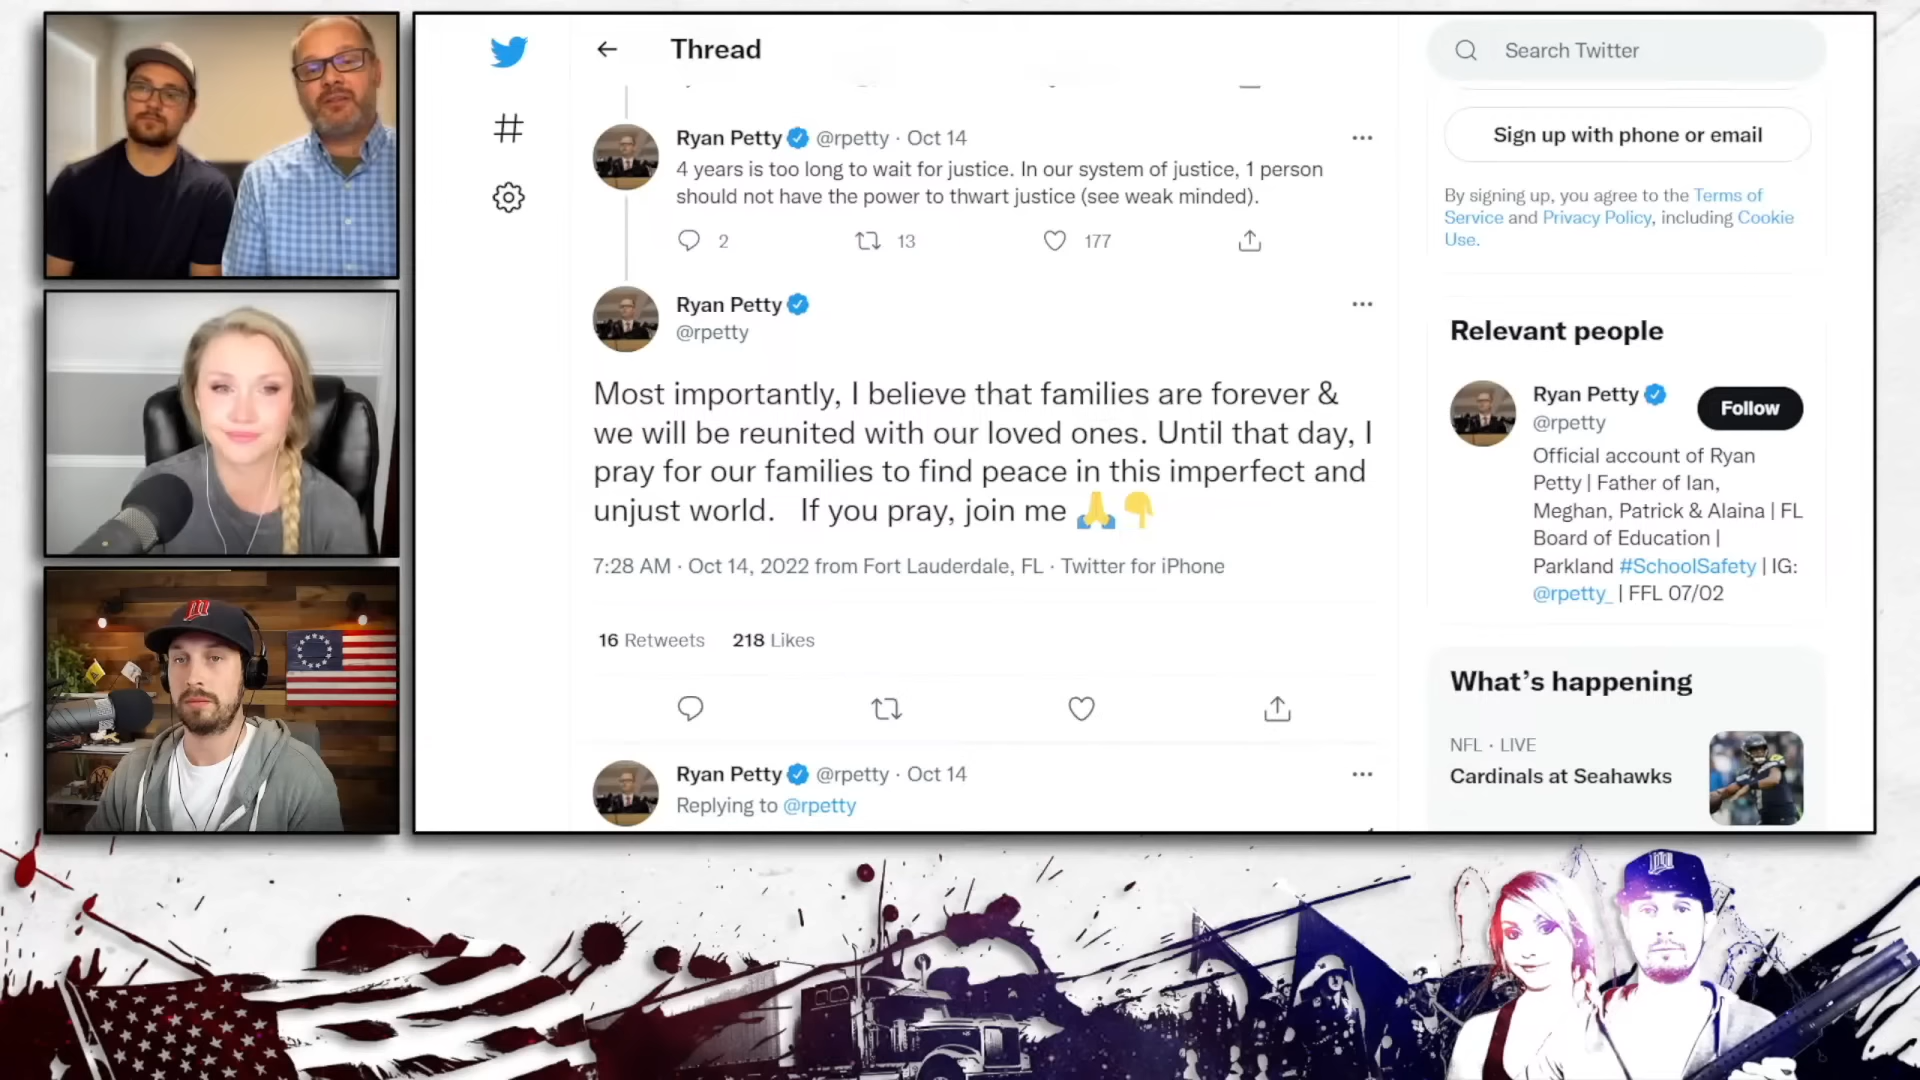 Thread
Search Twitter
Ryan Petty @rpetty · Oct 14
4 years is too long to wait for justice. In our system of justice, 1 person
should not have the power to thwart justice (see weak minded).
2 13 177
Ryan Petty
@rpetty
Most importantly, I believe that families are forever &
we will be reunited with our loved ones. Until that day, I
pray for our families to find peace in this imperfect and
unjust world. If you pray, join me 🙏👇
7:28 AM · Oct 14, 2022 from Fort Lauderdale, FL · Twitter for iPhone
16 Retweets 218 Likes
Ryan Petty @rpetty · Oct 14
Replying to @rpetty
Sign up with phone or email
By signing up, you agree to the Terms of
Service and Privacy Policy, including Cookie
Use.
Relevant people
Ryan Petty
@rpetty
Follow
Official account of Ryan
Petty | Father of Ian,
Meghan, Patrick & Alaina | FL
Board of Education |
Parkland #SchoolSafety | IG:
@rpetty_ | FFL 07/02
What's happening
NFL · LIVE
Cardinals at Seahawks